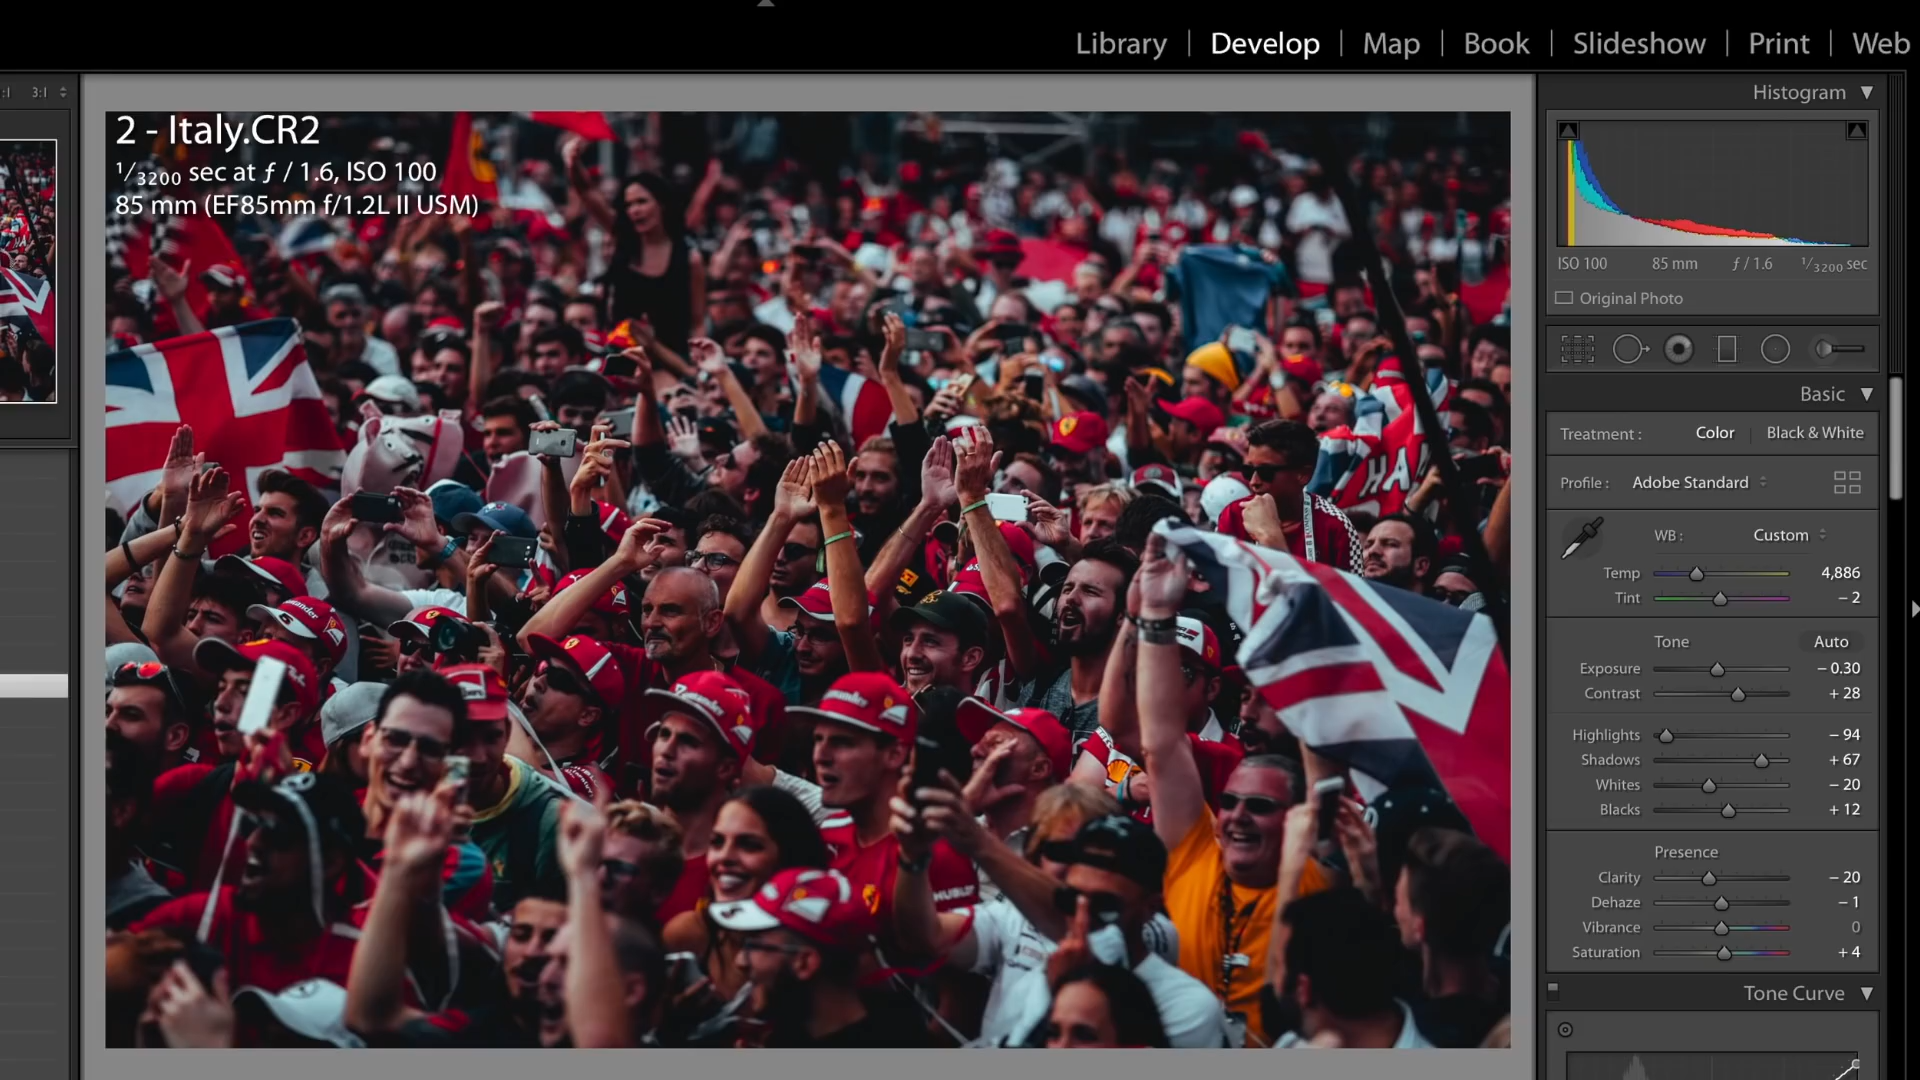 Library | Develop | Map | Book | Slideshow | Print | Web
3:1
Histogram
2 - Italy.CR2
1/3200 sec at ƒ / 1.6, ISO 100
85 mm (EF85mm f/1.2L II USM)
ISO 100 85 mm ƒ / 1.6 1/3200 sec
Original Photo
Basic
Treatment : Color Black & White
Profile : Adobe Standard
WB : Custom
Temp 4,886
Tint – 2
Tone Auto
Exposure – 0.30
Contrast + 28
Highlights – 94
Shadows + 67
Whites – 20
Blacks + 12
Presence
Clarity – 20
Dehaze – 1
Vibrance 0
Saturation + 4
Tone Curve
HUBLOT